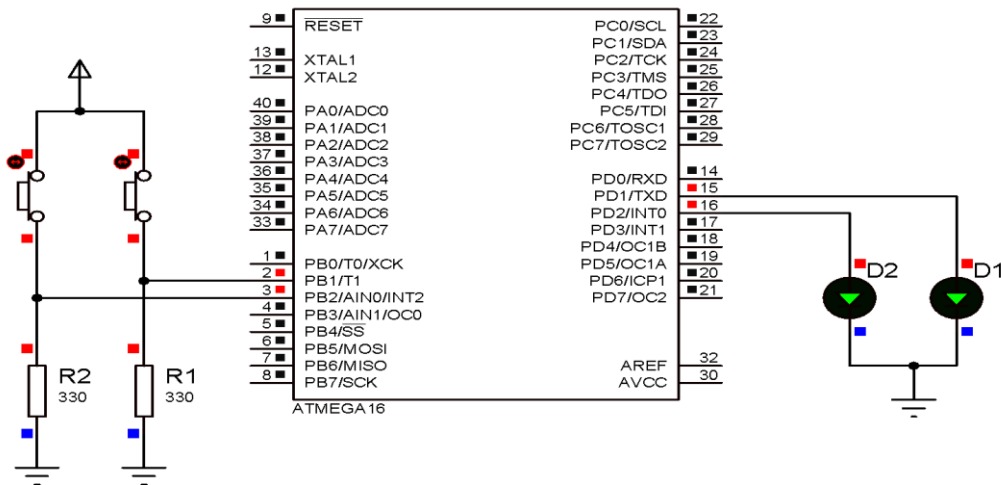 9 RESET
13 XTAL1
12 XTAL2
40 PA0/ADC0
39 PA1/ADC1
38 PA2/ADC2
37 PA3/ADC3
36 PA4/ADC4
35 PA5/ADC5
34 PA6/ADC6
33 PA7/ADC7
1 PB0/T0/XCK
2 PB1/T1
3 PB2/AIN0/INT2
4 PB3/AIN1/OC0
5 PB4/SS
6 PB5/MOSI
7 PB6/MISO
8 PB7/SCK
PC0/SCL 22
PC1/SDA 23
PC2/TCK 24
PC3/TMS 25
PC4/TDO 26
PC5/TDI 27
PC6/TOSC1 28
PC7/TOSC2 29
PD0/RXD 14
PD1/TXD 15
PD2/INT0 16
PD3/INT1 17
PD4/OC1B 18
PD5/OC1A 19
PD6/ICP1 20
PD7/OC2 21
AREF 32
AVCC 30
ATMEGA16
R2
330
R1
330
D2
D1